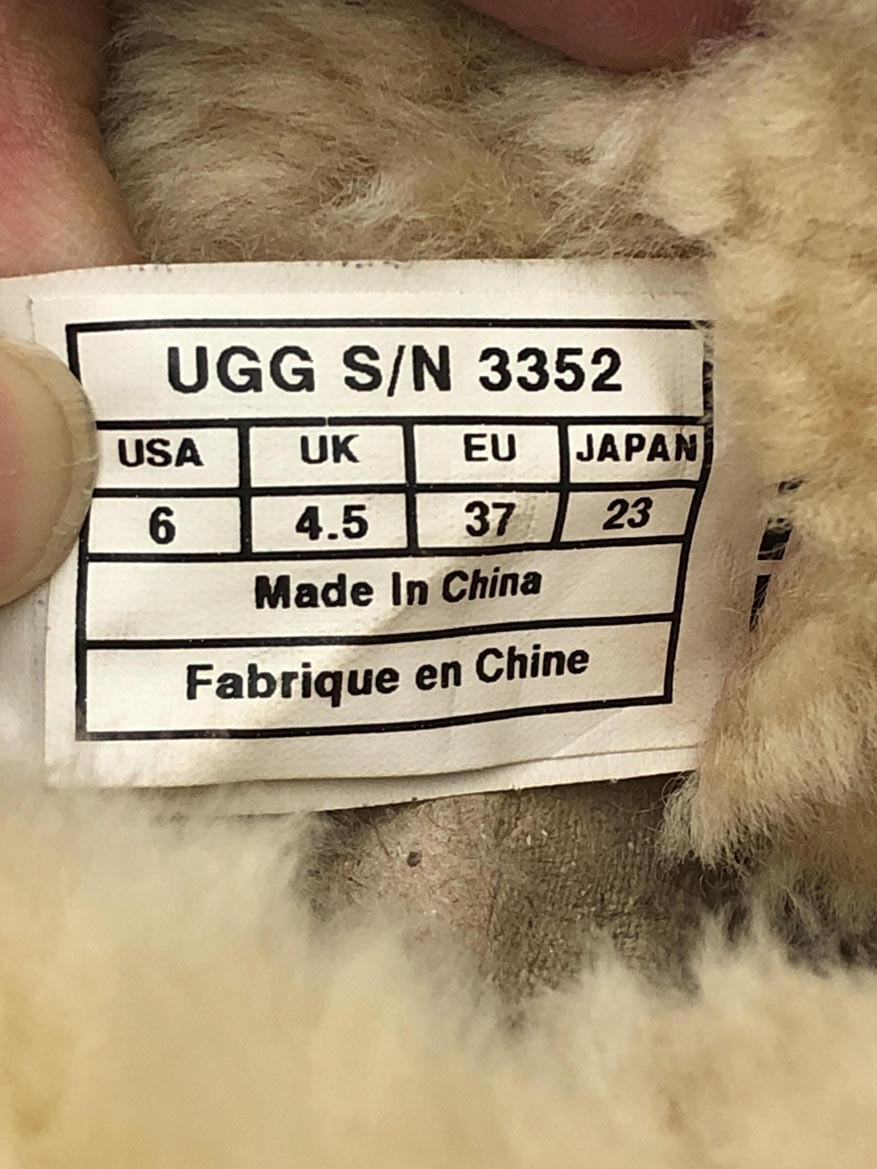 UGG S/N 3352
USA UK EU JAPAN
6 4.5 37 23
Made In China
Fabrique en Chine